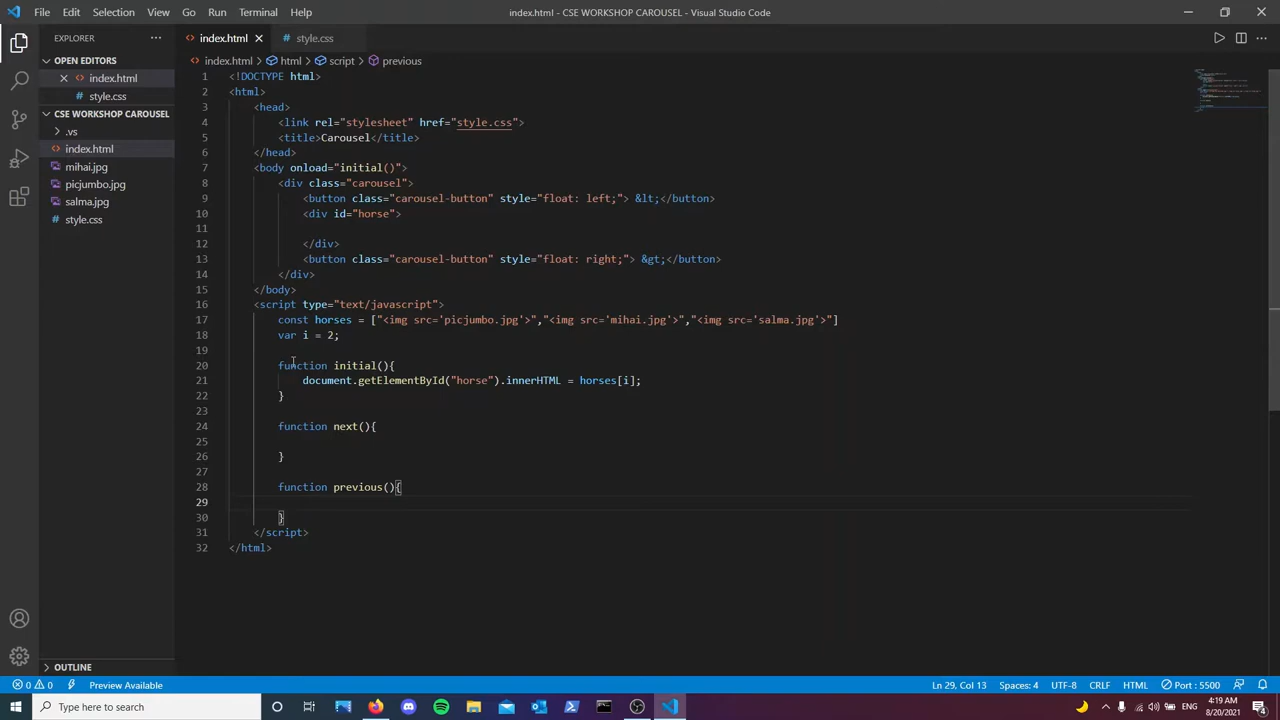 File Edit Selection View Go Run Terminal Help
index.html - CSE WORKSHOP CAROUSEL - Visual Studio Code
EXPLORER
OPEN EDITORS
index.html
style.css
CSE WORKSHOP CAROUSEL
.vs
index.html
mihai.jpg
picjumbo.jpg
salma.jpg
style.css
OUTLINE
index.html style.css
index.html > html > script > previous
1 <!DOCTYPE html>
2 <html>
3 <head>
4 <link rel="stylesheet" href="style.css">
5 <title>Carousel</title>
6 </head>
7 <body onload="initial()">
8 <div class="carousel">
9 <button class="carousel-button" style="float: left;"> &lt;</button>
10 <div id="horse">
11
12 </div>
13 <button class="carousel-button" style="float: right;"> &gt;</button>
14 </div>
15 </body>
16 <script type="text/javascript">
17 const horses = ["<img src='picjumbo.jpg'>","<img src='mihai.jpg'>","<img src='salma.jpg'>"]
18 var i = 2;
19
20 function initial(){
21 document.getElementById("horse").innerHTML = horses[i];
22 }
23
24 function next(){
25
26 }
27
28 function previous(){
29
30 }
31 </script>
32 </html>
0 0 Preview Available
Ln 29, Col 13 Spaces: 4 UTF-8 CRLF HTML Port : 5500
Type here to search
ENG
4:19 AM
8/20/2021